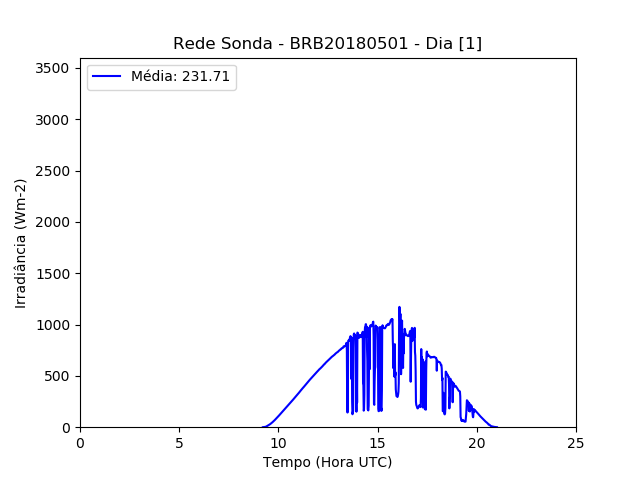 Rede Sonda - BRB20180501 - Dia [1]
Média: 231.71
3500
3000
2500
2000
1500
1000
500
0
Irradiância (Wm-2)
0 5 10 15 20 25
Tempo (Hora UTC)